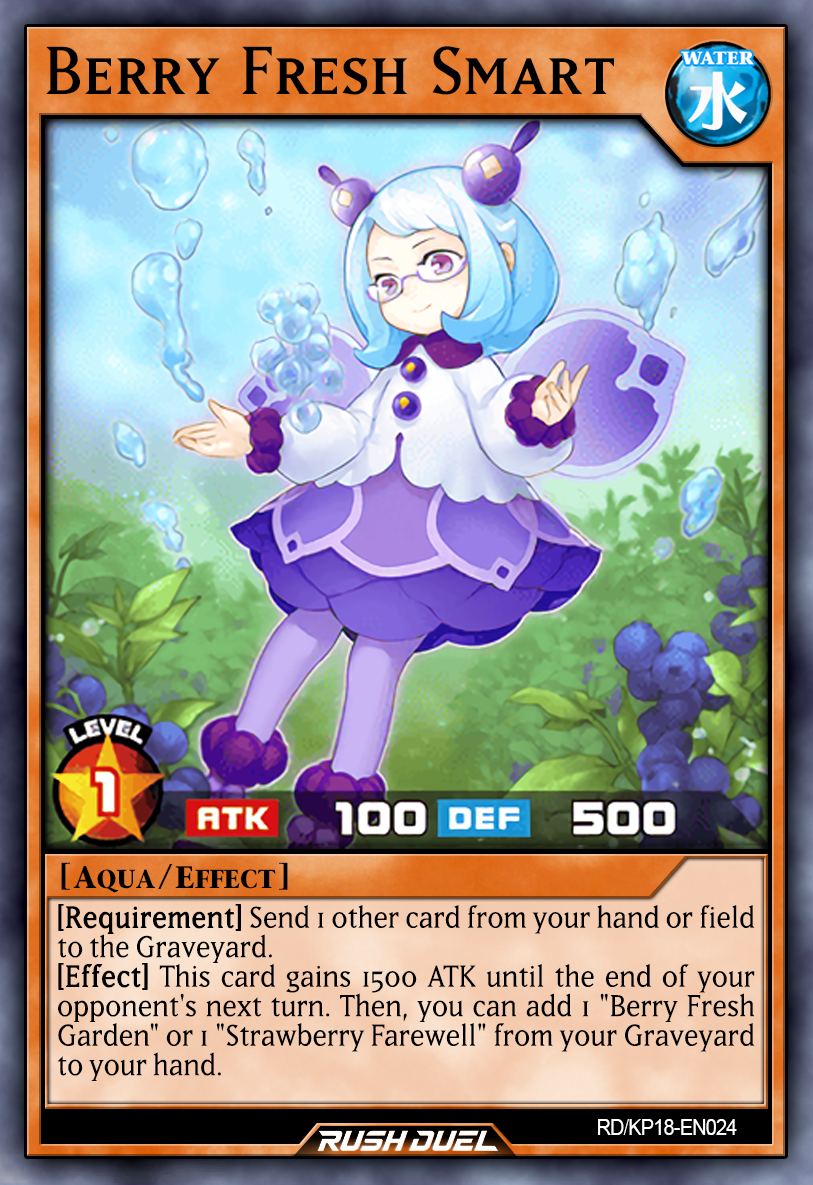 Berry Fresh Smart
WATER
水
LEVEL
1
ATK 100 DEF 500
[Aqua/Effect]
[Requirement] Send 1 other card from your hand or field
to the Graveyard.
[Effect] This card gains 1500 ATK until the end of your
opponent's next turn. Then, you can add 1 "Berry Fresh
Garden" or 1 "Strawberry Farewell" from your Graveyard
to your hand.
RD/KP18-EN024
RUSH DUEL